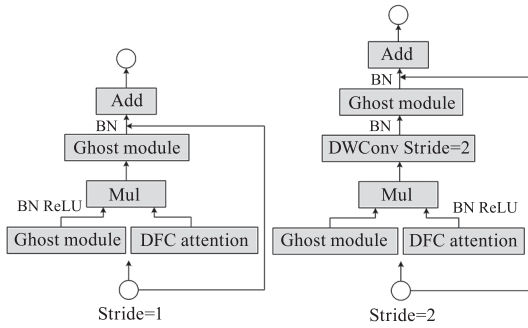 Add
BN
Ghost module
Mul
BN ReLU
Ghost module DFC attention
Stride=1
Add
BN
Ghost module
BN
DWConv Stride=2
Mul
BN ReLU
Ghost module DFC attention
Stride=2